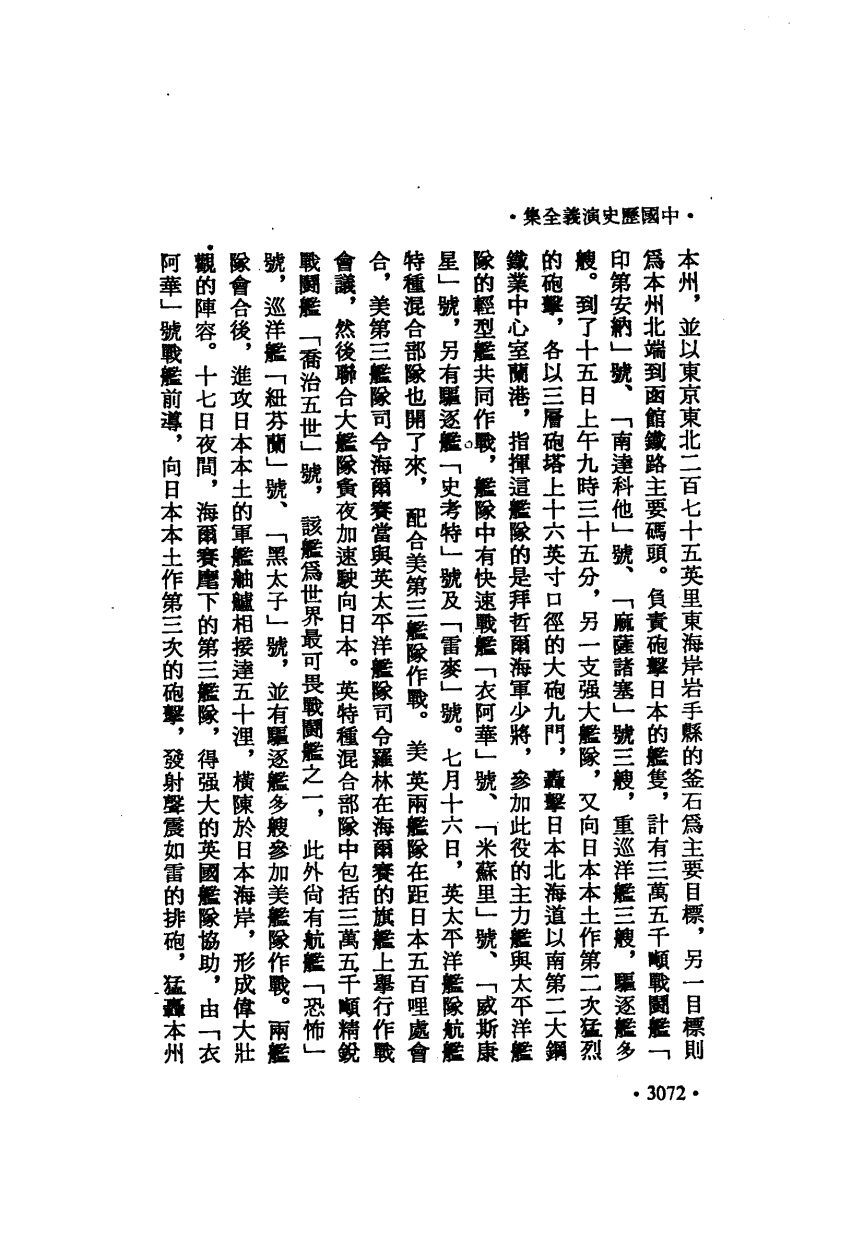 •中國歷史演義全集•
本州，並以東京東北二百七十五英里東海岸岩手縣的釜石爲主要目標，另一目標則
爲本州北端到函館鐵路主要碼頭。負責砲擊日本的艦隻，計有三萬五千噸戰鬭艦「
印第安納」號、「南達科他」號、「痲薩諸塞」號三艘，重巡洋艦三艘，驅逐艦多
艘。到了十五日上午九時三十五分，另一支强大艦隊，又向日本本土作第二次猛烈
的砲擊，各以三層砲塔上十六英寸口徑的大砲九門，轟擊日本北海道以南第二大鋼
鐵業中心室蘭港，指揮這艦隊的是拜哲爾海軍少將，參加此役的主力艦與太平洋艦
隊的輕型艦共同作戰，艦隊中有快速戰艦「衣阿華」號、「米蘇里」號、「威斯康
星」號，另有驅逐艦「史考特」號及「雷麥」號。七月十六日，英太平洋艦隊航艦
特種混合部隊也開了來，配合美第三艦隊作戰。美英兩艦隊在距日本五百哩處會
合，美第三艦隊司令海爾賽當與英太平洋艦隊司令羅林在海爾賽的旗艦上舉行作戰
會議，然後聯合大艦隊夤夜加速駛向日本。英特種混合部隊中包括三萬五千噸精銳
戰鬭艦「喬治五世」號，該艦爲世界最可畏戰鬭艦之一，此外尙有航艦「恐怖」
號，巡洋艦「紐芬蘭」號、「黑太子」號，並有驅逐艦多艘參加美艦隊作戰。兩艦
隊會合後，進攻日本本土的軍艦舳艫相接達五十浬，橫陳於日本海岸，形成偉大壯
觀的陣容。十七日夜間，海爾賽麾下的第三艦隊，得强大的英國艦隊協助，由「衣
阿華」號戰艦前導，向日本本土作第三次的砲擊，發射聲震如雷的排砲，猛轟本州
•3072•